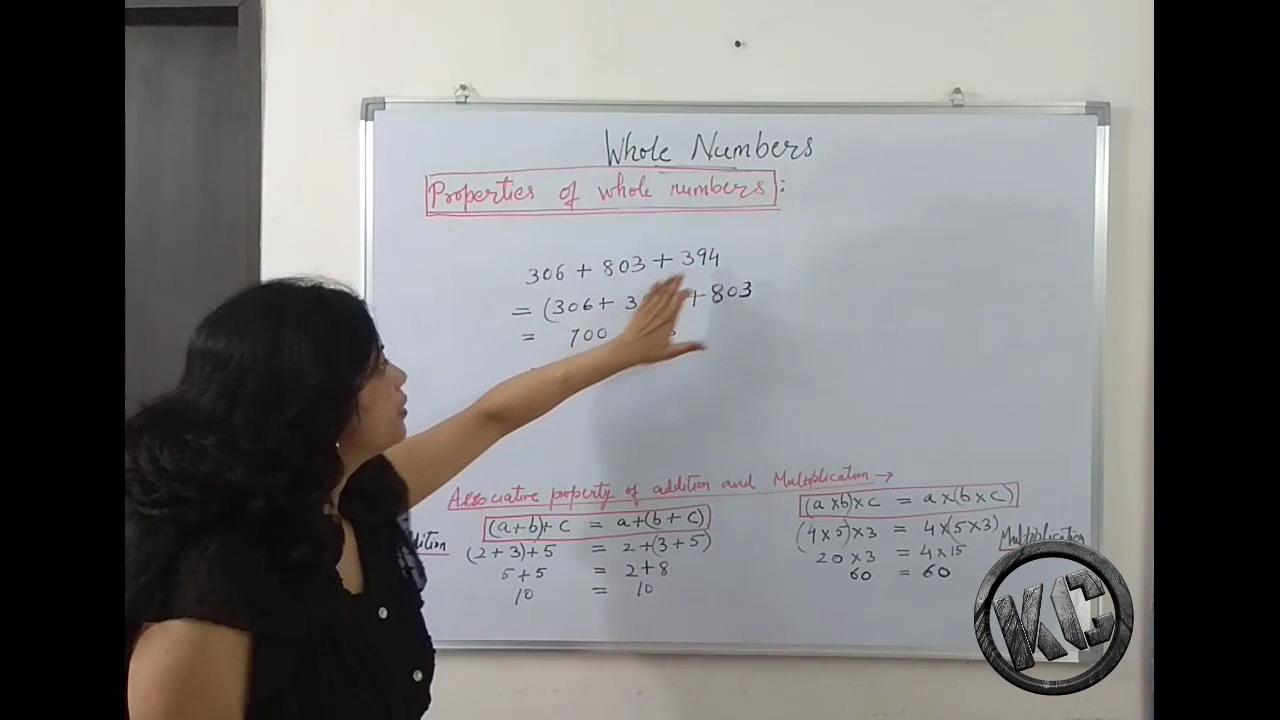 Whole Numbers
Properties of whole numbers:
306 + 803 + 394
= (306 + 3 + 803
= 700
Associative property of addition and Multiplication →
(a+b)+c = a+(b+c)
(2+3)+5 = 2+(3+5)
5+5 = 2+8
10 = 10
(a×b)×c = a×(b×c)
(4×5)×3 = 4×(5×3)
20×3 = 4×15
60 = 60
Multiplication
KC